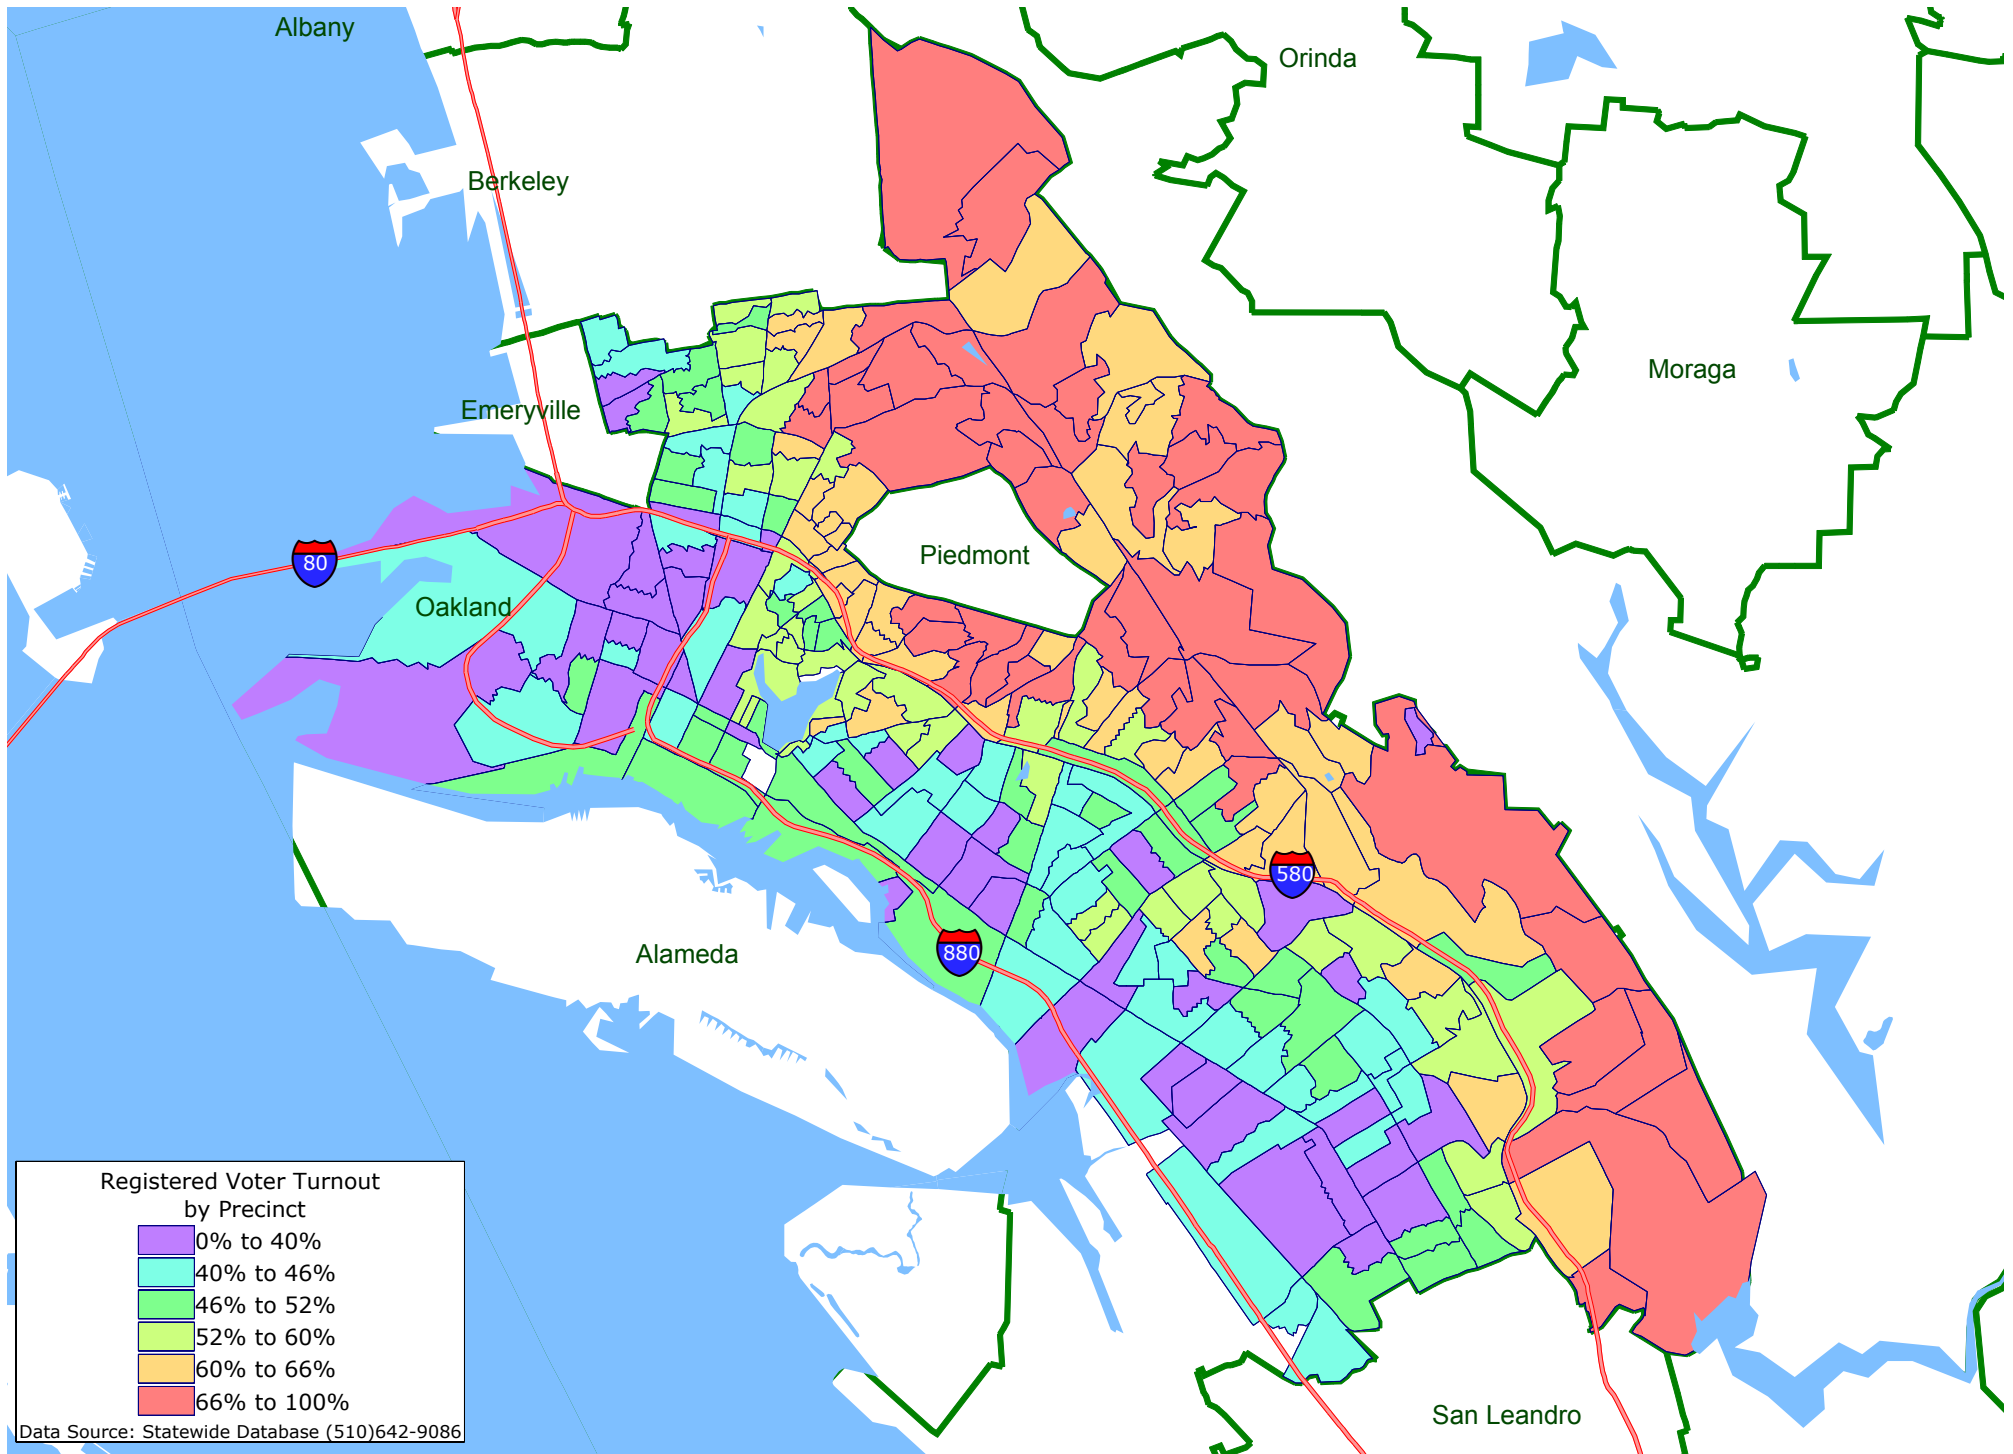 Albany
Orinda
Berkeley
Moraga
Emeryville
Piedmont
80
Oakland
580
880
Alameda
Registered Voter Turnout
by Precinct
0% to 40%
40% to 46%
46% to 52%
52% to 60%
60% to 66%
66% to 100%
Data Source: Statewide Database (510)642-9086
San Leandro